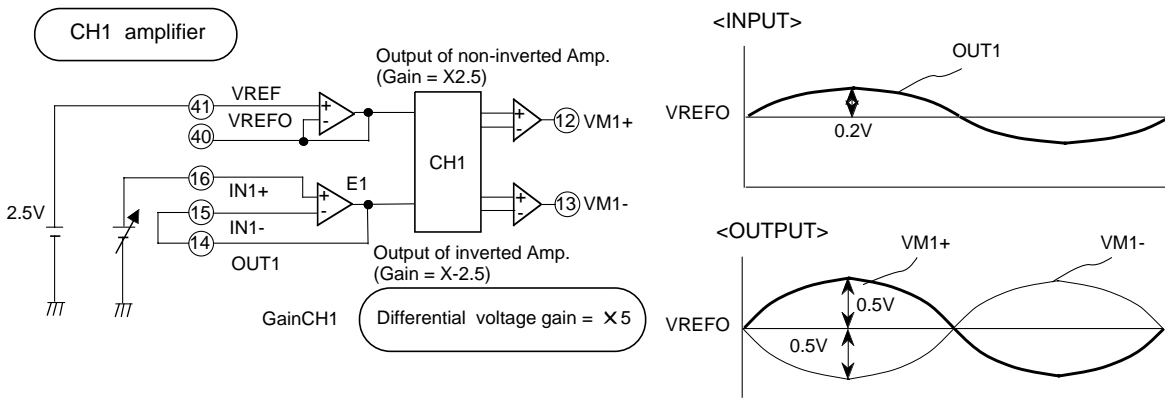 CH1 amplifier
Output of non-inverted Amp.
(Gain = X2.5)
41
VREF
+
-
VREFO
40
+
-
12
VM1+
CH1
16
IN1+
E1
+
-
2.5V
15
IN1-
14
OUT1
+
-
13
VM1-
Output of inverted Amp.
(Gain = X-2.5)
GainCH1
Differential voltage gain = ×5
<INPUT>
OUT1
VREFO
0.2V
<OUTPUT>
VM1+
VM1-
0.5V
VREFO
0.5V